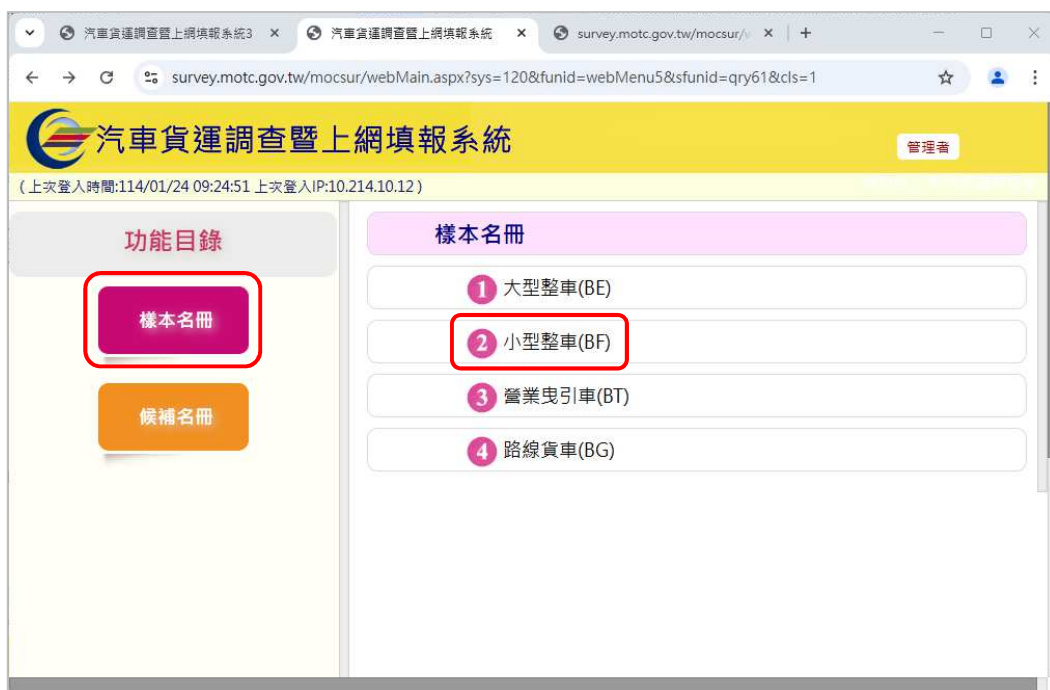 汽車貨運調查暨上網填報系統3
汽車貨運調查暨上網填報系統
survey.motc.gov.tw/mocsur/
survey.motc.gov.tw/mocsur/webMain.aspx?sys=120&funid=webMenu5&sfunid=qry61&cls=1
汽車貨運調查暨上網填報系統
管理者
(上次登入時間:114/01/24 09:24:51 上次登入IP:10.214.10.12)
功能目錄
樣本名冊
候補名冊
樣本名冊
1 大型整車(BE)
2 小型整車(BF)
3 營業曳引車(BT)
4 路線貨車(BG)